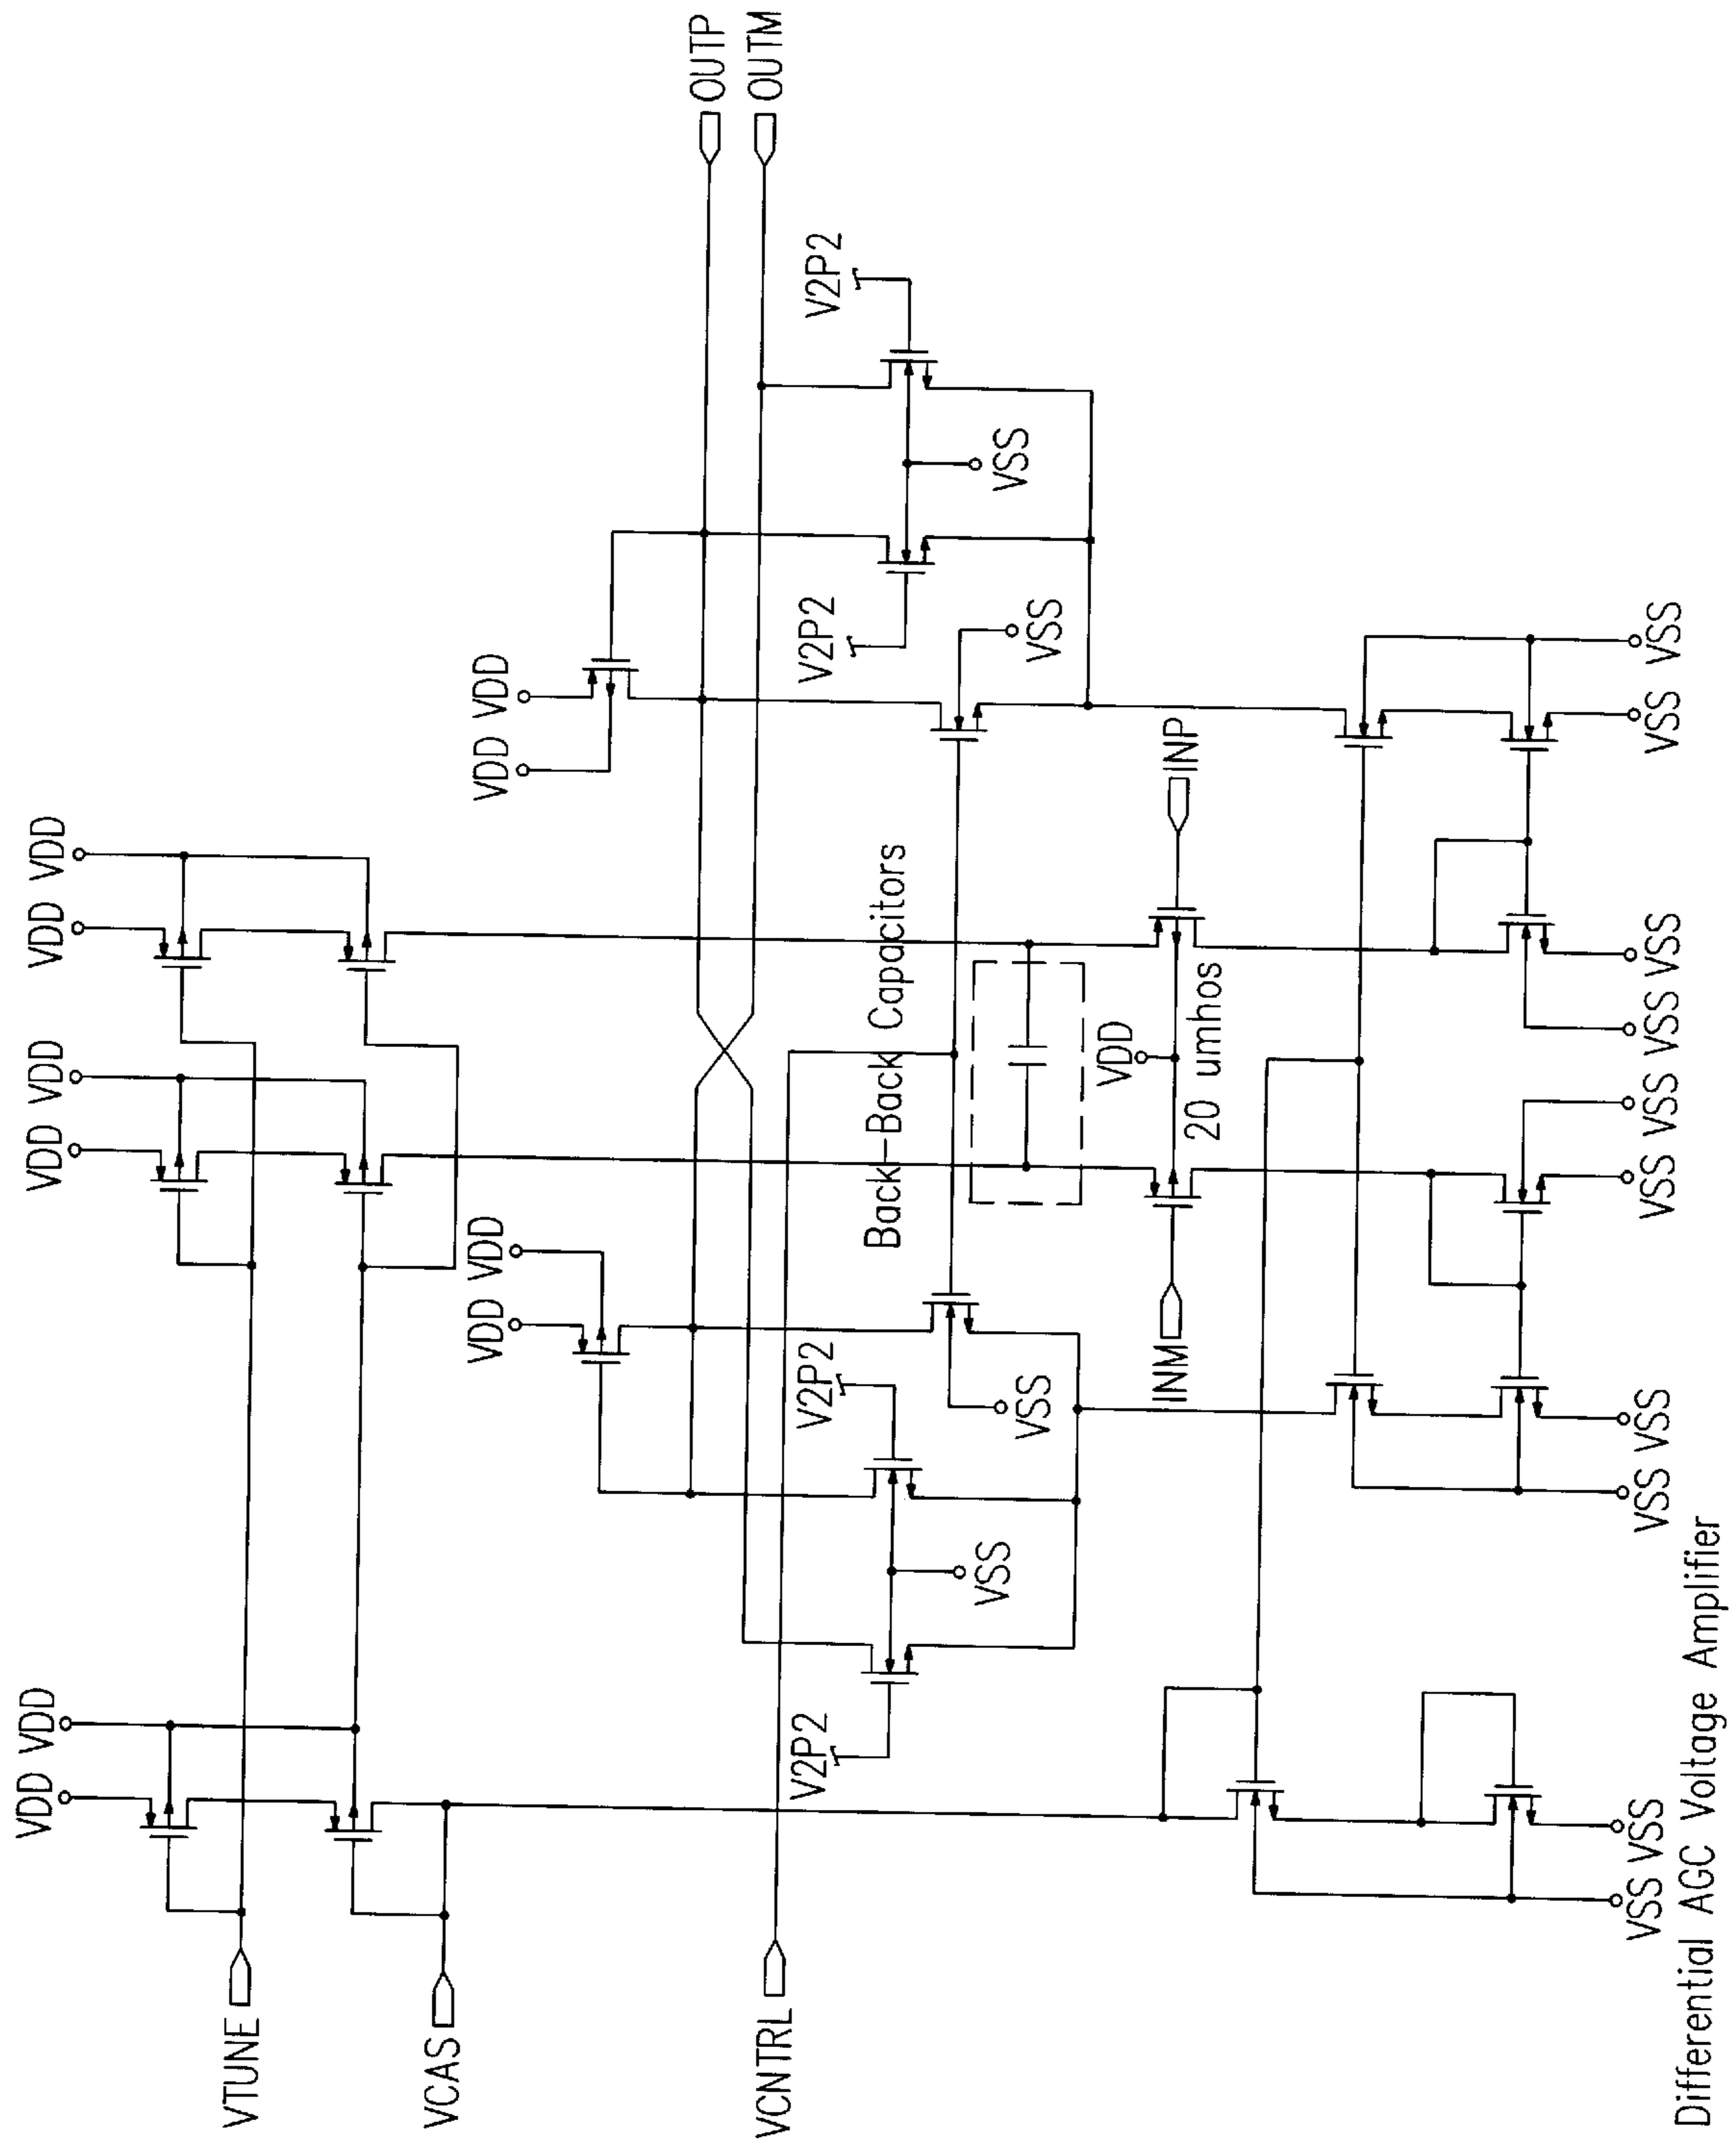 VDD VDD
VDD
VDD
VDD VDD
VTUNE
VCAS
VDD VDD
VDD VDD
OUTP
OUTM
VCNTRL
V2P2
V2P2
V2P2
V2P2
Back-Back Capacitors
VSS
VSS
VSS
VSS
VDD
INM
INP
20 umhos
VSS VSS
VSS VSS
VSS VSS
VSS VSS
VSS VSS
Differential AGC Voltage Amplifier